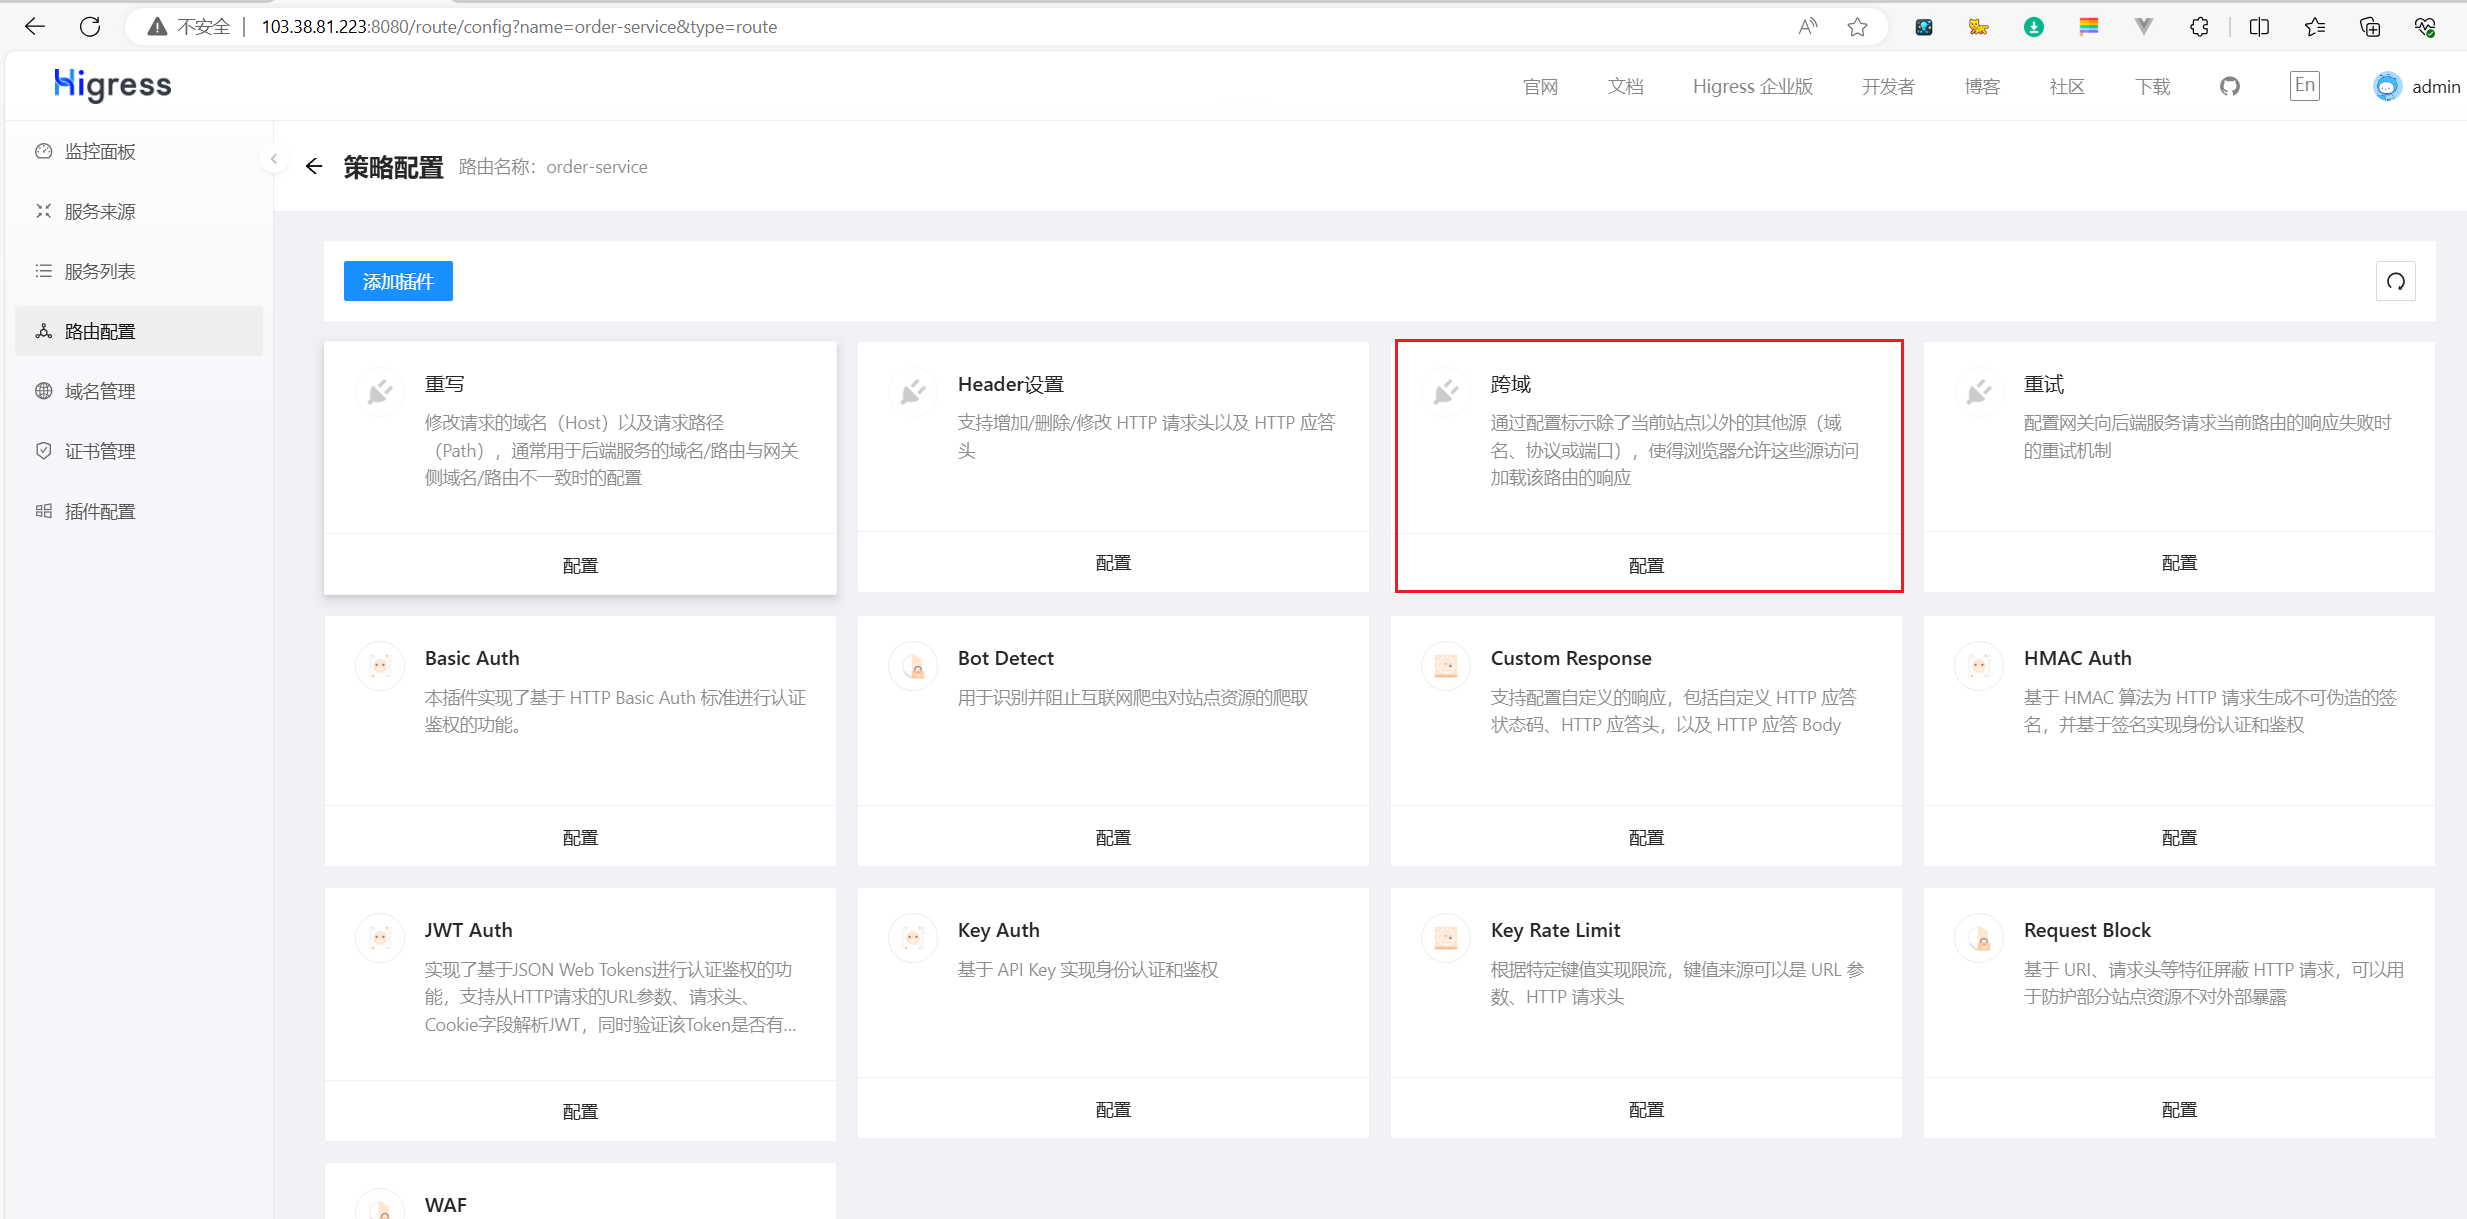 不安全
103.38.81.223:8080/route/config?name=order-service&type=route
Higress
官网 文档 Higress 企业版 开发者 博客 社区 下载 En admin
监控面板
服务来源
服务列表
路由配置
域名管理
证书管理
插件配置
策略配置 路由名称：order-service
添加插件
重写
修改请求的域名（Host）以及请求路径
（Path），通常用于后端服务的域名/路由与网关
侧域名/路由不一致时的配置
配置
Header设置
支持增加/删除/修改 HTTP 请求头以及 HTTP 应答
头
配置
跨域
通过配置标示除了当前站点以外的其他源（域
名、协议或端口），使得浏览器允许这些源访问
加载该路由的响应
配置
重试
配置网关向后端服务请求当前路由的响应失败时
的重试机制
配置
Basic Auth
本插件实现了基于 HTTP Basic Auth 标准进行认证
鉴权的功能。
配置
Bot Detect
用于识别并阻止互联网爬虫对站点资源的爬取
配置
Custom Response
支持配置自定义的响应，包括自定义 HTTP 应答
状态码、HTTP 应答头，以及 HTTP 应答 Body
配置
HMAC Auth
基于 HMAC 算法为 HTTP 请求生成不可伪造的签
名，并基于签名实现身份认证和鉴权
配置
JWT Auth
实现了基于JSON Web Tokens进行认证鉴权的功
能，支持从HTTP请求的URL参数、请求头、
Cookie字段解析JWT，同时验证该Token是否有...
配置
Key Auth
基于 API Key 实现身份认证和鉴权
配置
Key Rate Limit
根据特定键值实现限流，键值来源可以是 URL 参
数、HTTP 请求头
配置
Request Block
基于 URI、请求头等特征屏蔽 HTTP 请求，可以用
于防护部分站点资源不对外部暴露
配置
WAF